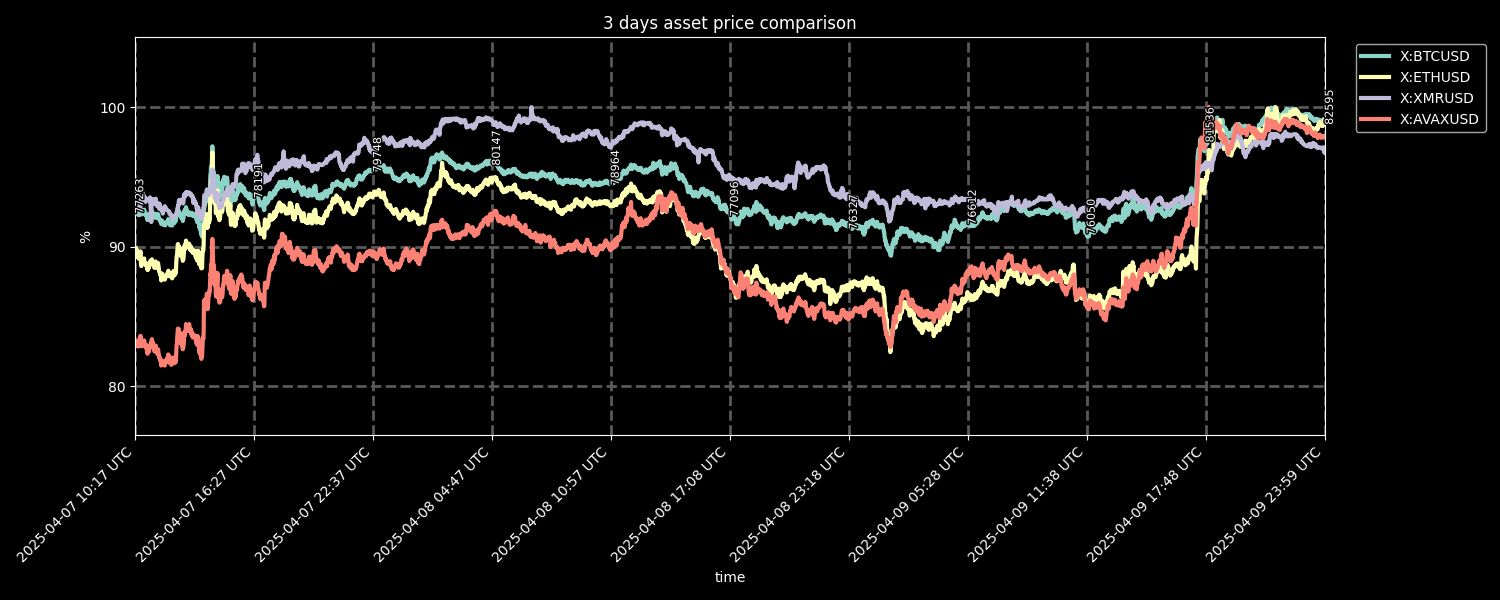 3 days asset price comparison
X:BTCUSD
X:ETHUSD
X:XMRUSD
X:AVAXUSD
%
100
90
80
77263
78191
79748
80147
78964
77096
76327
76612
76050
81536
82595
2025-04-07 10:17 UTC
2025-04-07 16:27 UTC
2025-04-07 22:37 UTC
2025-04-08 04:47 UTC
2025-04-08 10:57 UTC
2025-04-08 17:08 UTC
2025-04-08 23:18 UTC
2025-04-09 05:28 UTC
2025-04-09 11:38 UTC
2025-04-09 17:48 UTC
2025-04-09 23:59 UTC
time